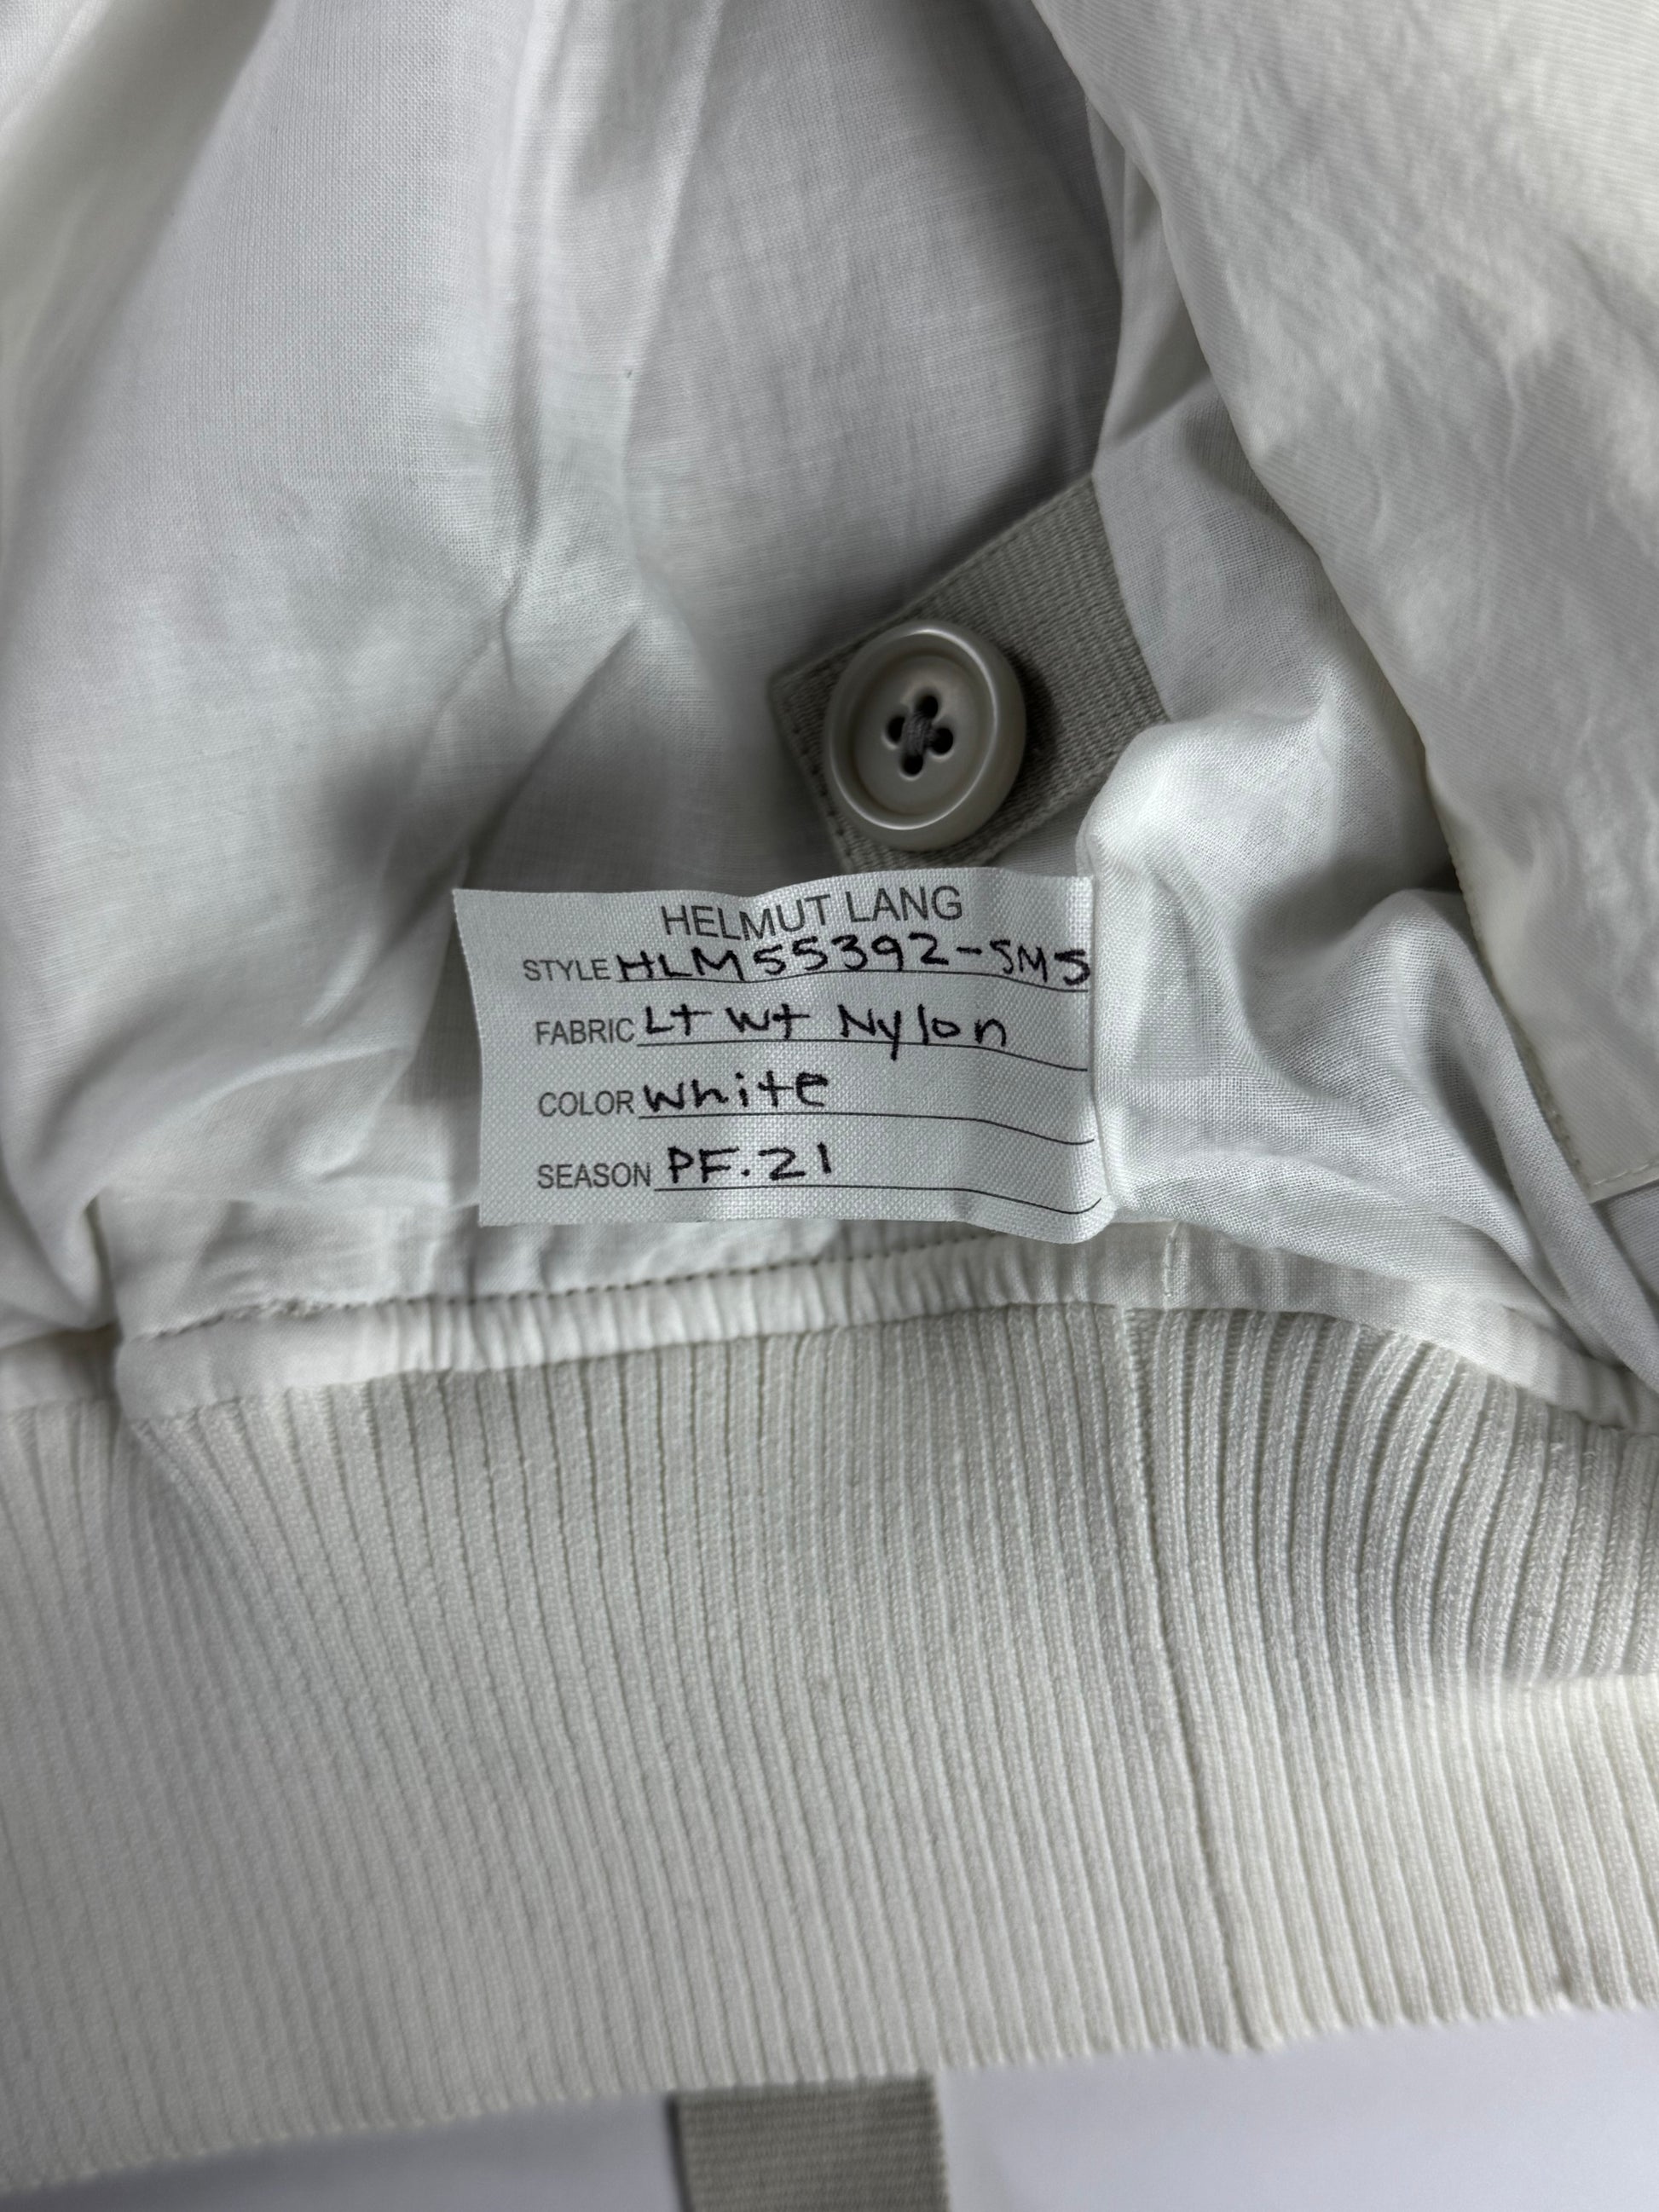 HELMUT LANG
STYLE HLM55392-SMS
FABRIC Lt Wt Nylon
COLOR White
SEASON PF.21